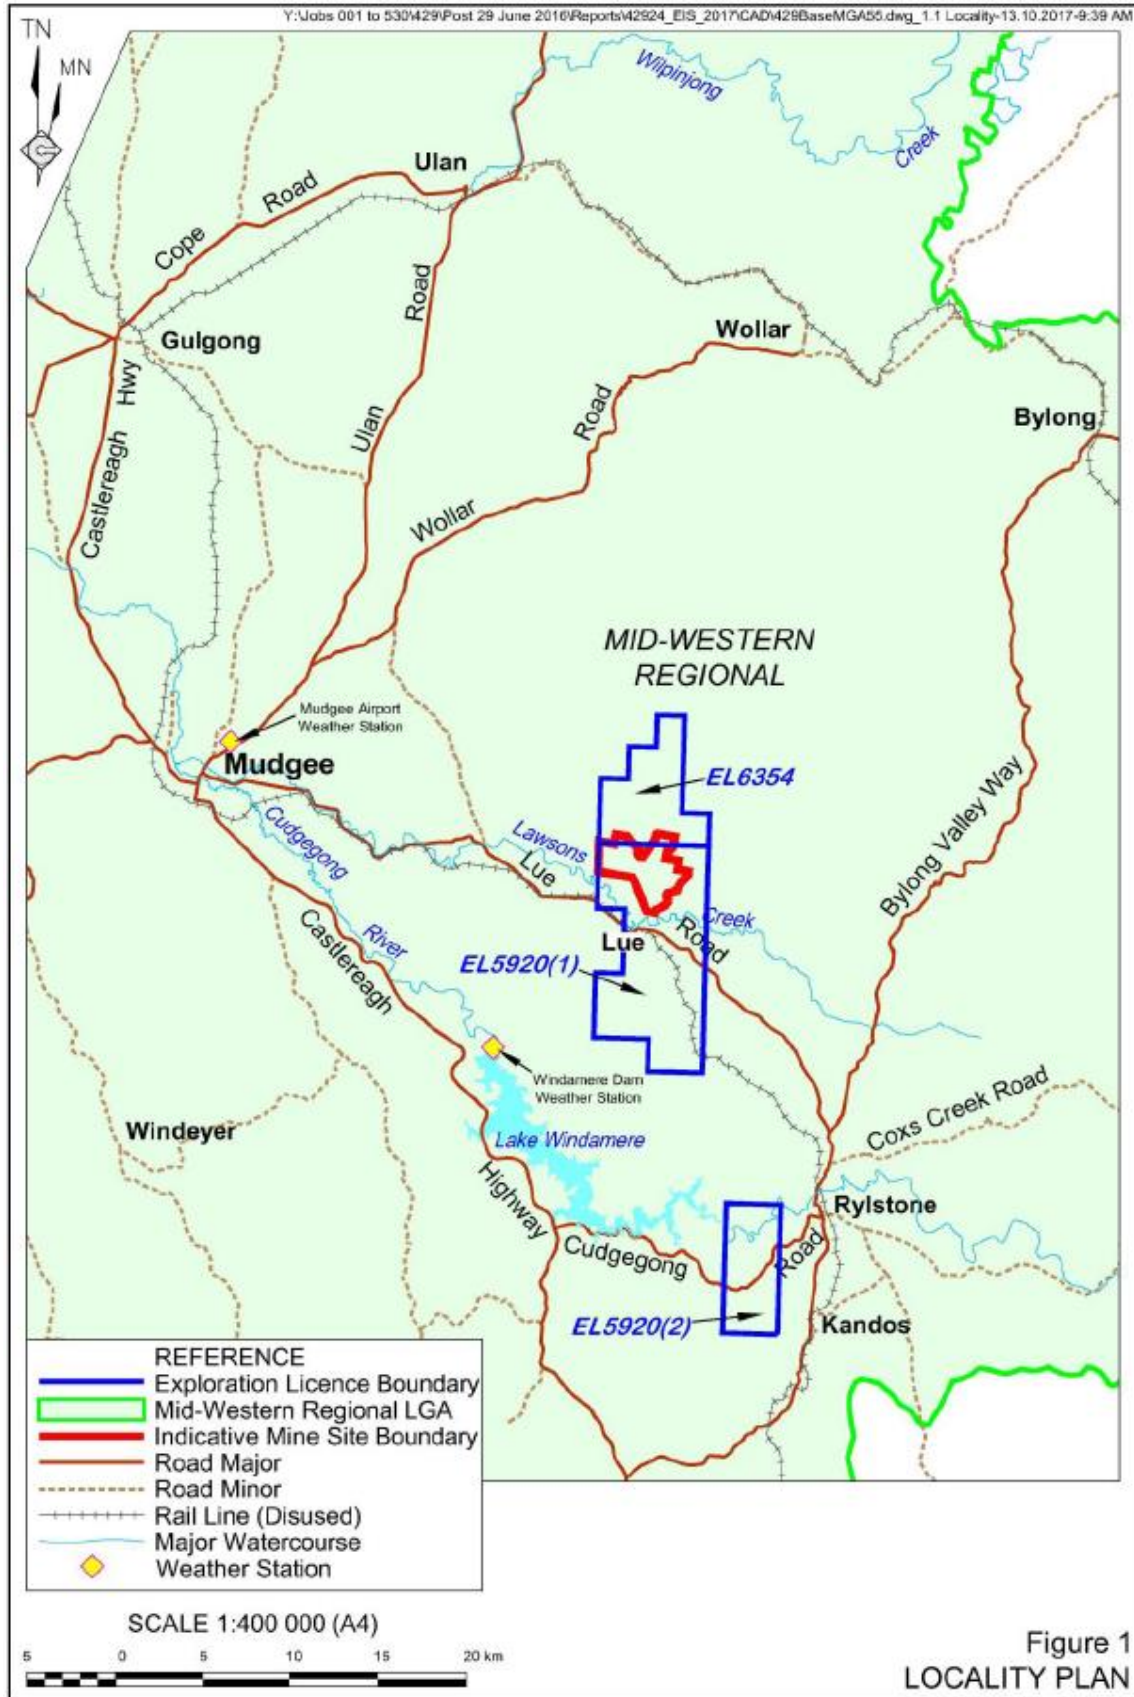 Y:\Jobs 001 to 530\429\Post 29 June 2016\Reports\42924_EIS_2017\CAD\429BaseMGA55.dwg_1.1 Locality-13.10.2017-9:39 AM
TN
MN
Wilpinjong
Creek
Ulan
Cope Road
Road
Gulgong
Wollar
Hwy
Road
Bylong
Ulan
Castlereagh
Wollar
MID-WESTERN
REGIONAL
Mudgee Airport
Weather Station
Mudgee
EL6354
Bylong Valley Way
Cudgegong
Lawsons
Lue
Creek
Road
River
Lue
Castlereagh
EL5920(1)
Windamere Dam
Weather Station
Coxs Creek Road
Windeyer
Lake Windamere
Highway
Rylstone
Cudgegong
Road
EL5920(2)
Kandos
REFERENCE
Exploration Licence Boundary
Mid-Western Regional LGA
Indicative Mine Site Boundary
Road Major
Road Minor
Rail Line (Disused)
Major Watercourse
Weather Station
SCALE 1:400 000 (A4)
5 0 5 10 15 20 km
Figure 1
LOCALITY PLAN